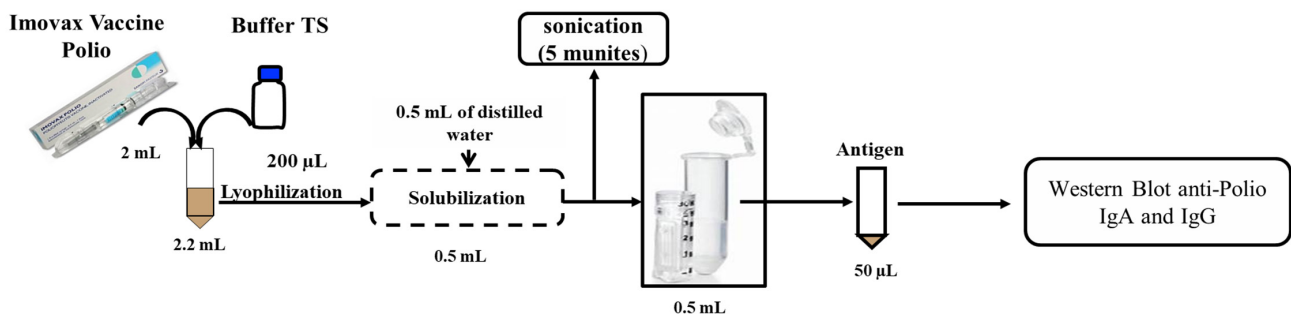 Imovax Vaccine
Polio
Buffer TS
IMOVAX POLIO
2 mL
200 µL
2.2 mL
Lyophilization
0.5 mL of distilled
water
Solubilization
0.5 mL
sonication
(5 munites)
0.5 mL
Antigen
50 µL
Western Blot anti-Polio
IgA and IgG